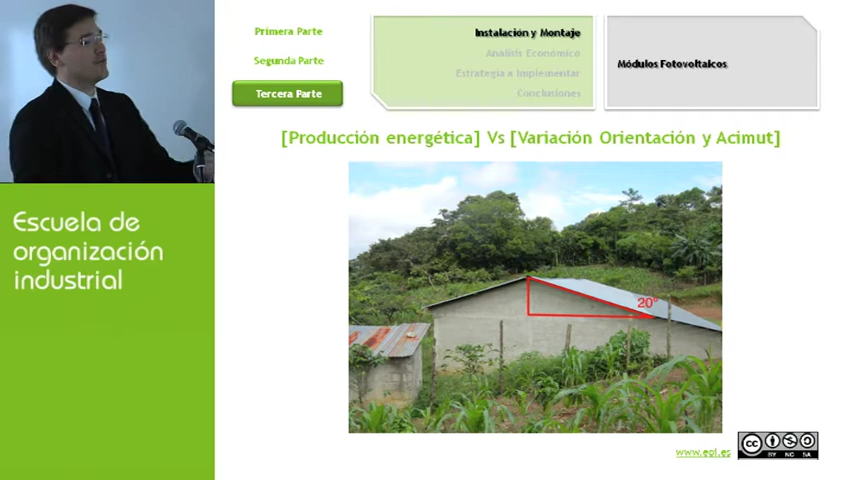 Primera Parte
Segunda Parte
Tercera Parte
Instalación y Montaje
Análisis Económico
Estrategia a Implementar
Conclusiones
Módulos Fotovoltaicos
[Producción energética] Vs [Variación Orientación y Acimut]
20º
Escuela de
organización
industrial
www.eoi.es
cc
BY NC SA